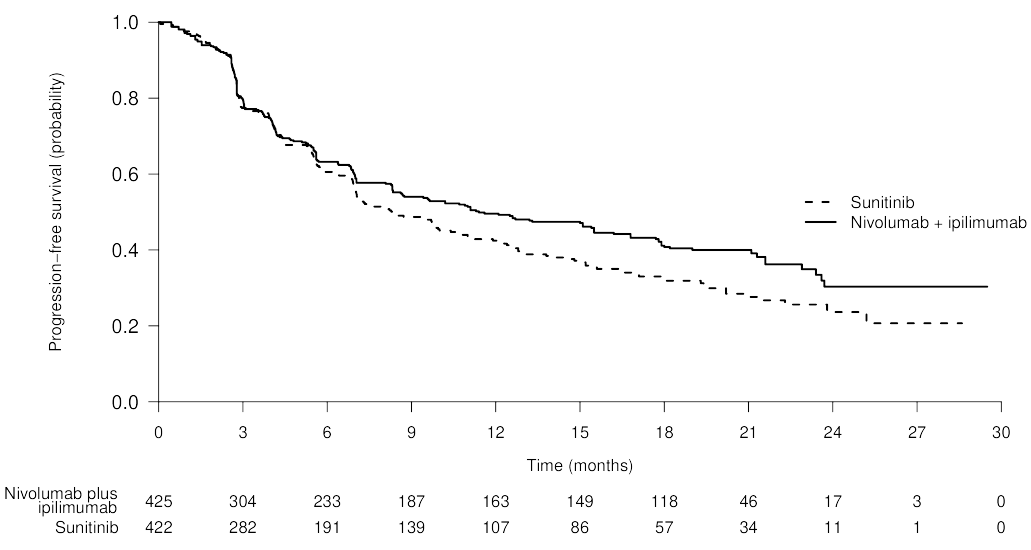 1.0
0.8
0.6
0.4
0.2
0.0
Progression–free survival (probability)
Sunitinib
Nivolumab + ipilimumab
0 3 6 9 12 15 18 21 24 27 30
Time (months)
Nivolumab plus
ipilimumab 425 304 233 187 163 149 118 46 17 3 0
Sunitinib 422 282 191 139 107 86 57 34 11 1 0